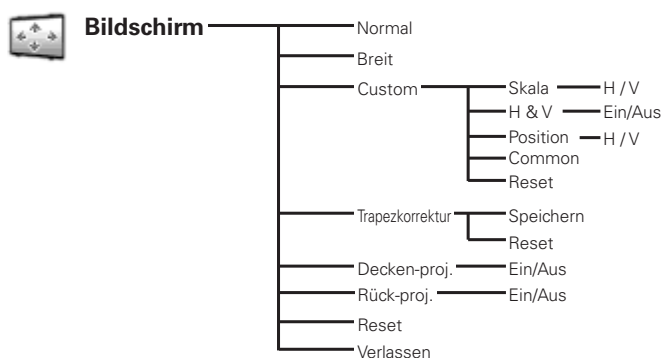 Bildschirm
Normal
Breit
Custom
Skala H / V
H & V Ein/Aus
Position H / V
Common
Reset
Trapezkorrektur Speichern
Reset
Decken-proj. Ein/Aus
Rück-proj. Ein/Aus
Reset
Verlassen